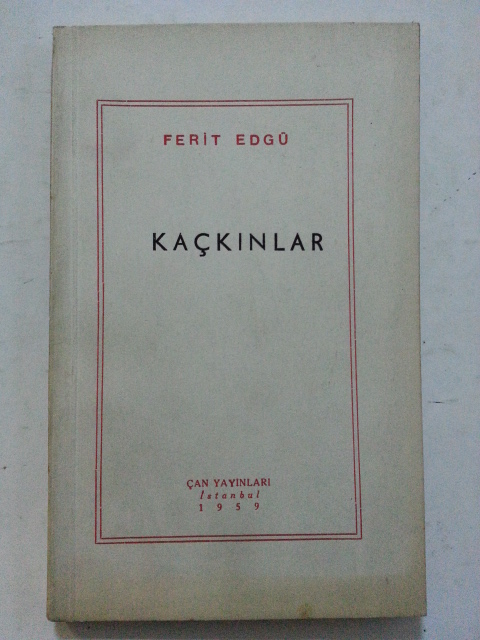 FERİT EDGÜ
KAÇKINLAR
ÇAN YAYINLARI
İstanbul
1959